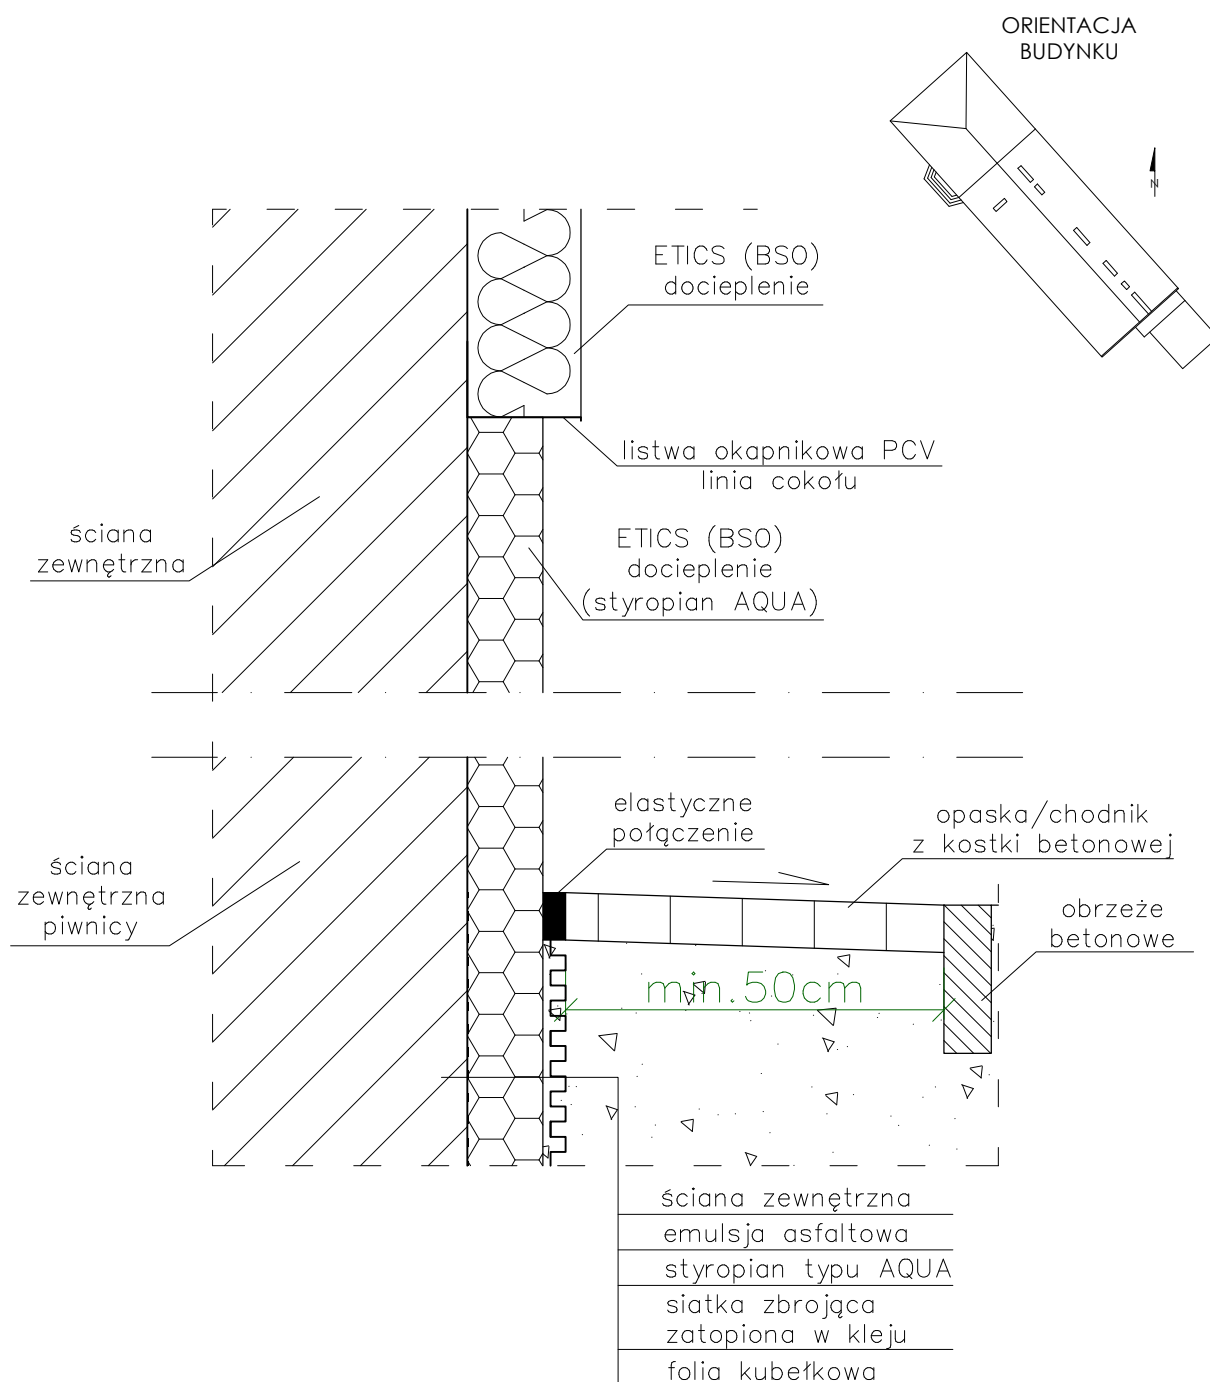 ORIENTACJA
BUDYNKU
N
ETICS (BSO)
docieplenie
listwa okapnikowa PCV
linia cokołu
ściana
zewnętrzna
ETICS (BSO)
docieplenie
(styropian AQUA)
elastyczne
połączenie
opaska/chodnik
z kostki betonowej
ściana
zewnętrzna
piwnicy
obrzeże
betonowe
min.50cm
ściana zewnętrzna
emulsja asfaltowa
styropian typu AQUA
siatka zbrojąca
zatopiona w kleju
folia kubełkowa